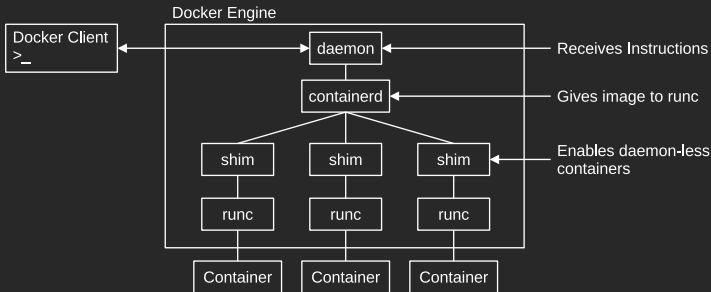 Docker Engine
Docker Client
>_
daemon
Receives Instructions
containerd
Gives image to runc
shim
shim
shim
Enables daemon-less
containers
runc
runc
runc
Container
Container
Container